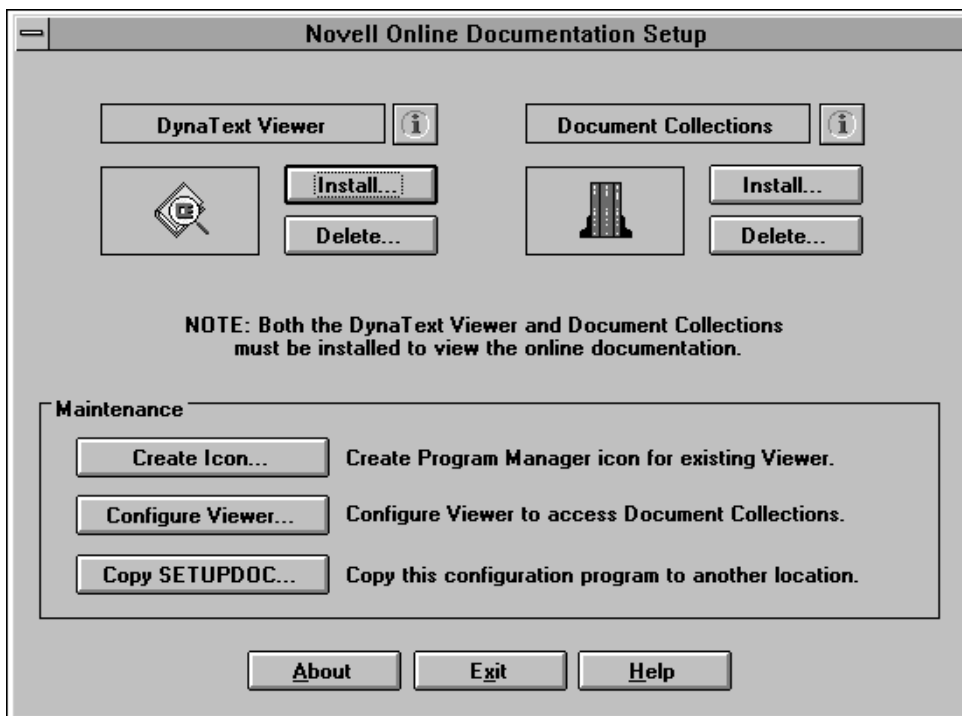 Novell Online Documentation Setup
DynaText Viewer
Document Collections
Install...
Delete...
Install...
Delete...
NOTE: Both the DynaText Viewer and Document Collections
must be installed to view the online documentation.
Maintenance
Create Icon...
Create Program Manager icon for existing Viewer.
Configure Viewer...
Configure Viewer to access Document Collections.
Copy SETUPDOC...
Copy this configuration program to another location.
About
Exit
Help